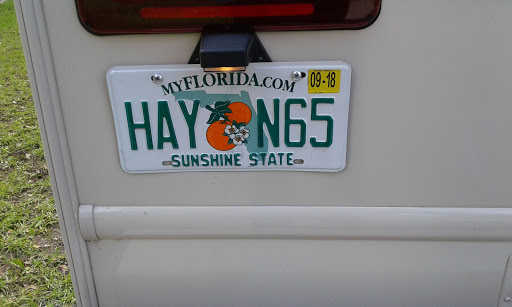 MYFLORIDA.COM
09-18
HAY N65
SUNSHINE STATE